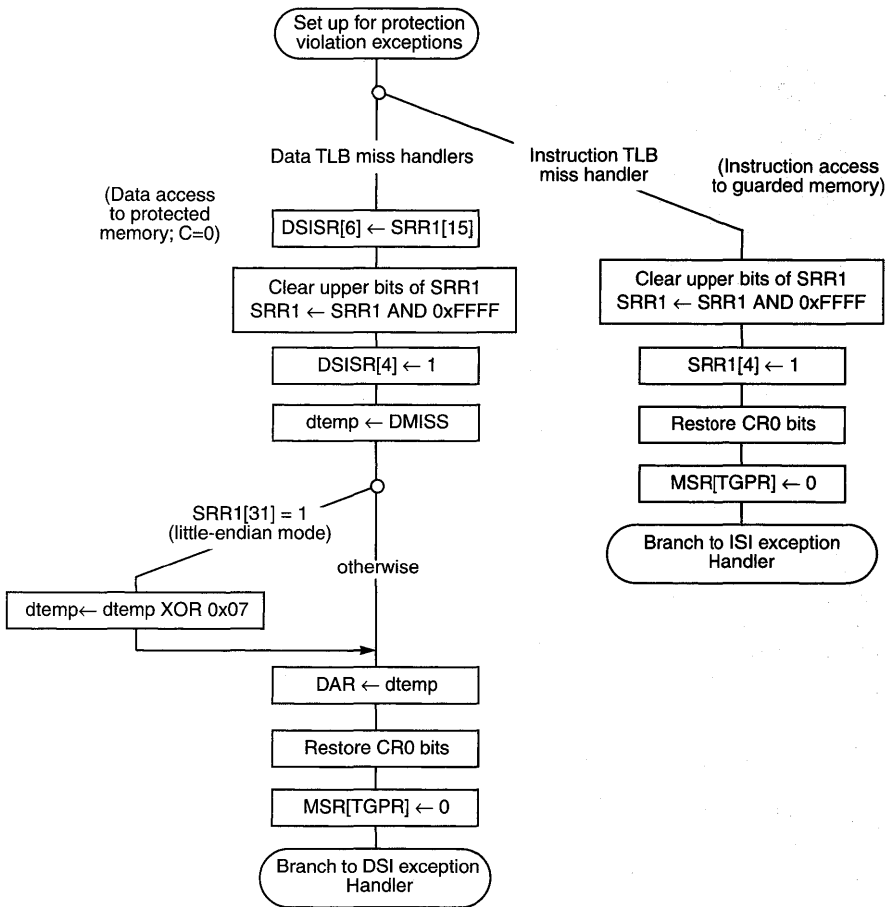 Set up for protection
violation exceptions
Data TLB miss handlers
Instruction TLB
miss handler
(Instruction access
to guarded memory)
(Data access
to protected
memory; C=0)
DSISR[6] ← SRR1[15]
Clear upper bits of SRR1
SRR1 ← SRR1 AND 0xFFFF
DSISR[4] ← 1
dtemp ← DMISS
Clear upper bits of SRR1
SRR1 ← SRR1 AND 0xFFFF
SRR1[4] ← 1
Restore CR0 bits
MSR[TGPR] ← 0
Branch to ISI exception
Handler
SRR1[31] = 1
(little-endian mode)
otherwise
dtemp← dtemp XOR 0x07
DAR ← dtemp
Restore CR0 bits
MSR[TGPR] ← 0
Branch to DSI exception
Handler